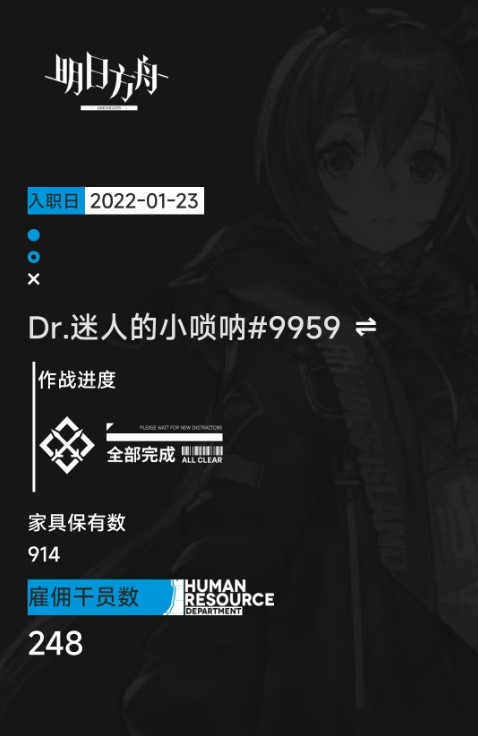 明日方舟
入职日 2022-01-23
Dr.迷人的小唢呐#9959
作战进度
PLEASE WAIT FOR NEW INSTRACTIONS
全部完成 ALL CLEAR
家具保有数
914
雇佣干员数 HUMAN RESOURCE DEPARTMENT
248